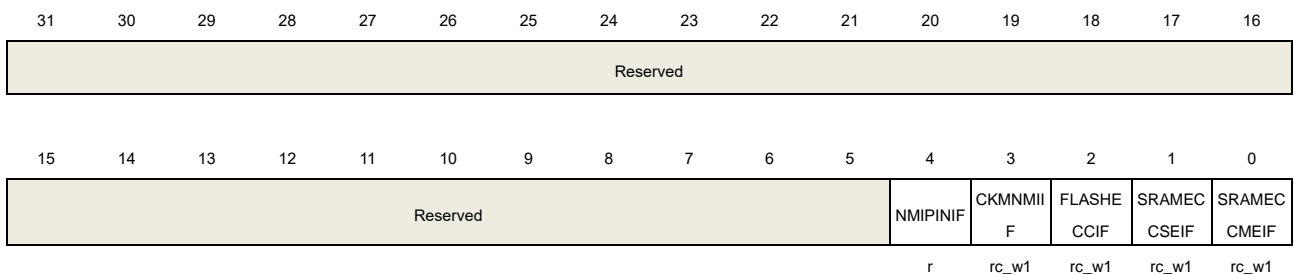 31 30 29 28 27 26 25 24 23 22 21 20 19 18 17 16
Reserved
15 14 13 12 11 10 9 8 7 6 5 4 3 2 1 0
Reserved NMIPINIF CKMNMII FLASHE SRAMEC SRAMEC
F CCIF CSEIF CMEIF
r rc_w1 rc_w1 rc_w1 rc_w1